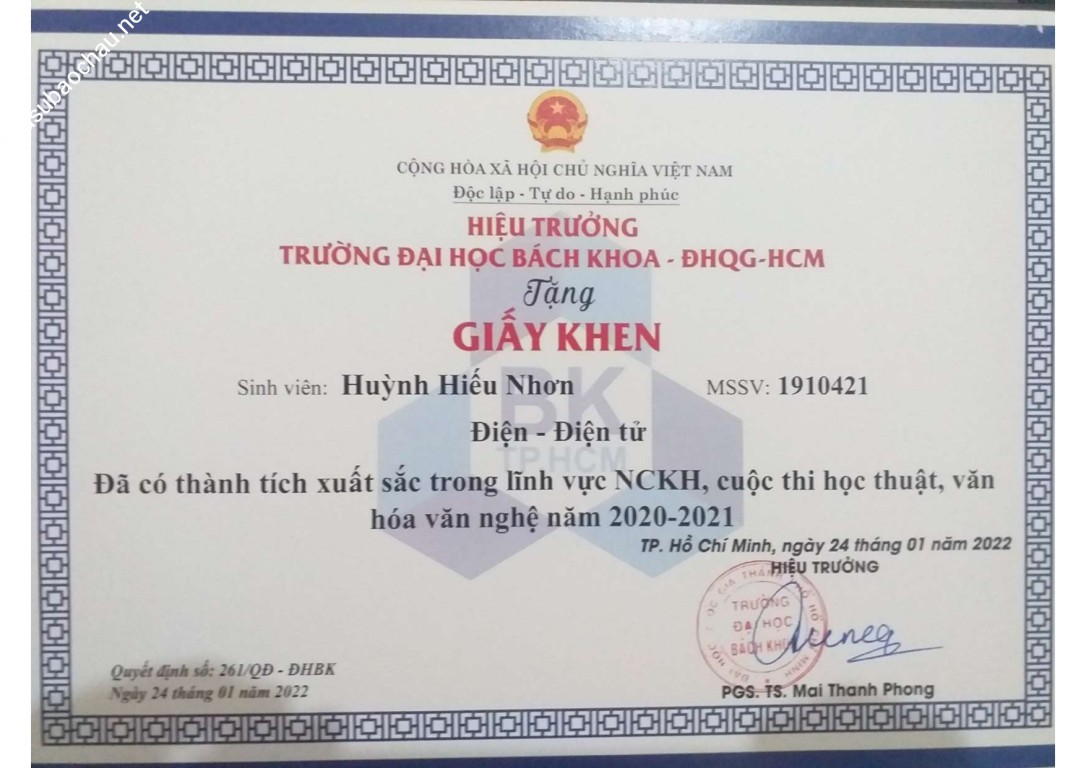 CỘNG HÒA XÃ HỘI CHỦ NGHĨA VIỆT NAM
Độc lập - Tự do - Hạnh phúc
HIỆU TRƯỞNG
TRƯỜNG ĐẠI HỌC BÁCH KHOA - ĐHQG-HCM
Tặng
GIẤY KHEN
Sinh viên: Huỳnh Hiếu Nhơn MSSV: 1910421
BK
TP.HCM
Điện - Điện tử
Đã có thành tích xuất sắc trong lĩnh vực NCKH, cuộc thi học thuật, văn
hóa văn nghệ năm 2020-2021
TP. Hồ Chí Minh, ngày 24 tháng 01 năm 2022
HIỆU TRƯỞNG
TRƯỜNG
ĐẠI HỌC
BÁCH KHOA
PGS. TS. Mai Thanh Phong
Quyết định số: 261/QĐ - ĐHBK
Ngày 24 tháng 01 năm 2022
subaochau.net